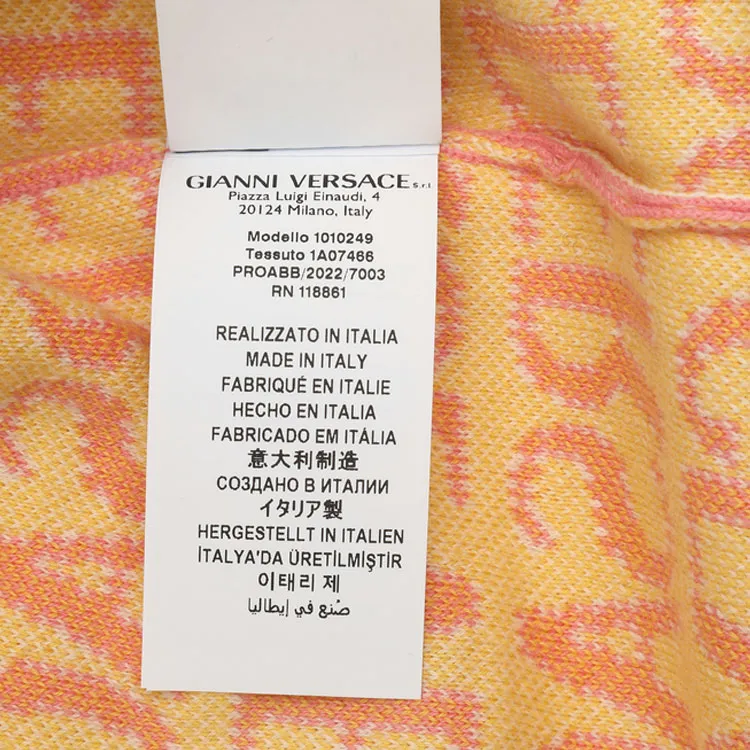 GIANNI VERSACE S.r.l
Piazza Luigi Einaudi, 4
20124 Milano, Italy
Modello 1010249
Tessuto 1A07466
PROABB/2022/7003
RN 118861
REALIZZATO IN ITALIA
MADE IN ITALY
FABRIQUÉ EN ITALIE
HECHO EN ITALIA
FABRICADO EM ITÁLIA
意大利制造
СОЗДАНО В ИТАЛИИ
イタリア製
HERGESTELLT IN ITALIEN
İTALYA'DA ÜRETİLMİŞTİR
이태리 제
صُنع في إيطاليا